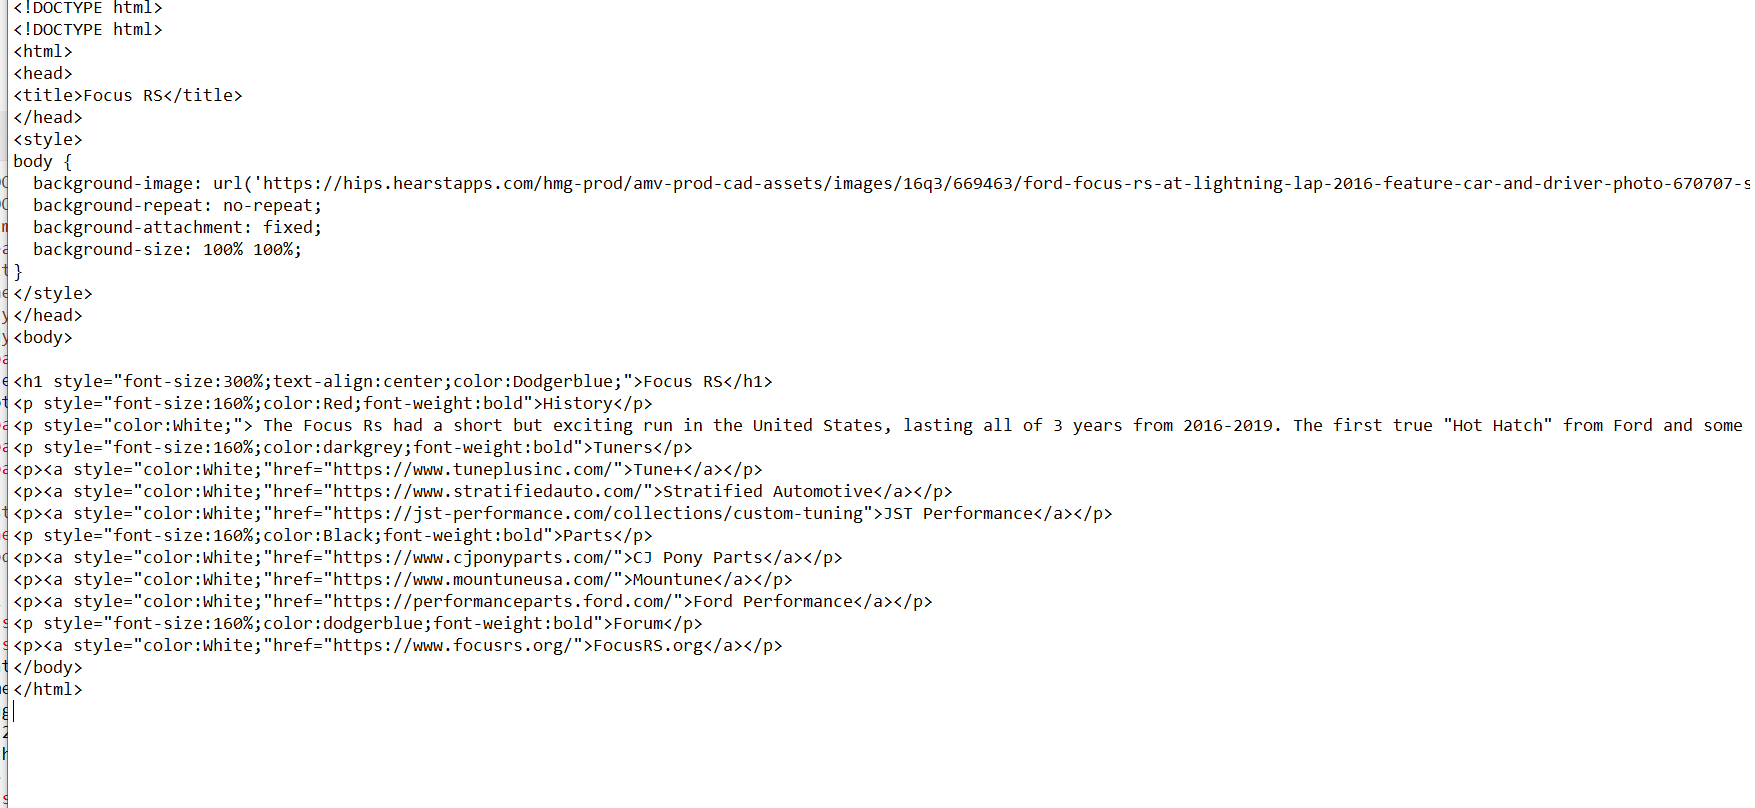 <!DOCTYPE html>
<!DOCTYPE html>
<html>
<head>
<title>Focus RS</title>
</head>
<style>
body {
  background-image: url('https://hips.hearstapps.com/hmg-prod/amv-prod-cad-assets/images/16q3/669463/ford-focus-rs-at-lightning-lap-2016-feature-car-and-driver-photo-670707-s
  background-repeat: no-repeat;
  background-attachment: fixed;
  background-size: 100% 100%;
}
</style>
</head>
<body>

<h1 style="font-size:300%;text-align:center;color:Dodgerblue;">Focus RS</h1>
<p style="font-size:160%;color:Red;font-weight:bold">History</p>
<p style="color:White;"> The Focus Rs had a short but exciting run in the United States, lasting all of 3 years from 2016-2019. The first true "Hot Hatch" from Ford and some
<p style="font-size:160%;color:darkgrey;font-weight:bold">Tuners</p>
<p><a style="color:White;"href="https://www.tuneplusinc.com/">Tune+</a></p>
<p><a style="color:White;"href="https://www.stratifiedauto.com/">Stratified Automotive</a></p>
<p><a style="color:White;"href="https://jst-performance.com/collections/custom-tuning">JST Performance</a></p>
<p style="font-size:160%;color:Black;font-weight:bold">Parts</p>
<p><a style="color:White;"href="https://www.cjponyparts.com/">CJ Pony Parts</a></p>
<p><a style="color:White;"href="https://www.mountuneusa.com/">Mountune</a></p>
<p><a style="color:White;"href="https://performanceparts.ford.com/">Ford Performance</a></p>
<p style="font-size:160%;color:dodgerblue;font-weight:bold">Forum</p>
<p><a style="color:White;"href="https://www.focusrs.org/">FocusRS.org</a></p>
</body>
</html>